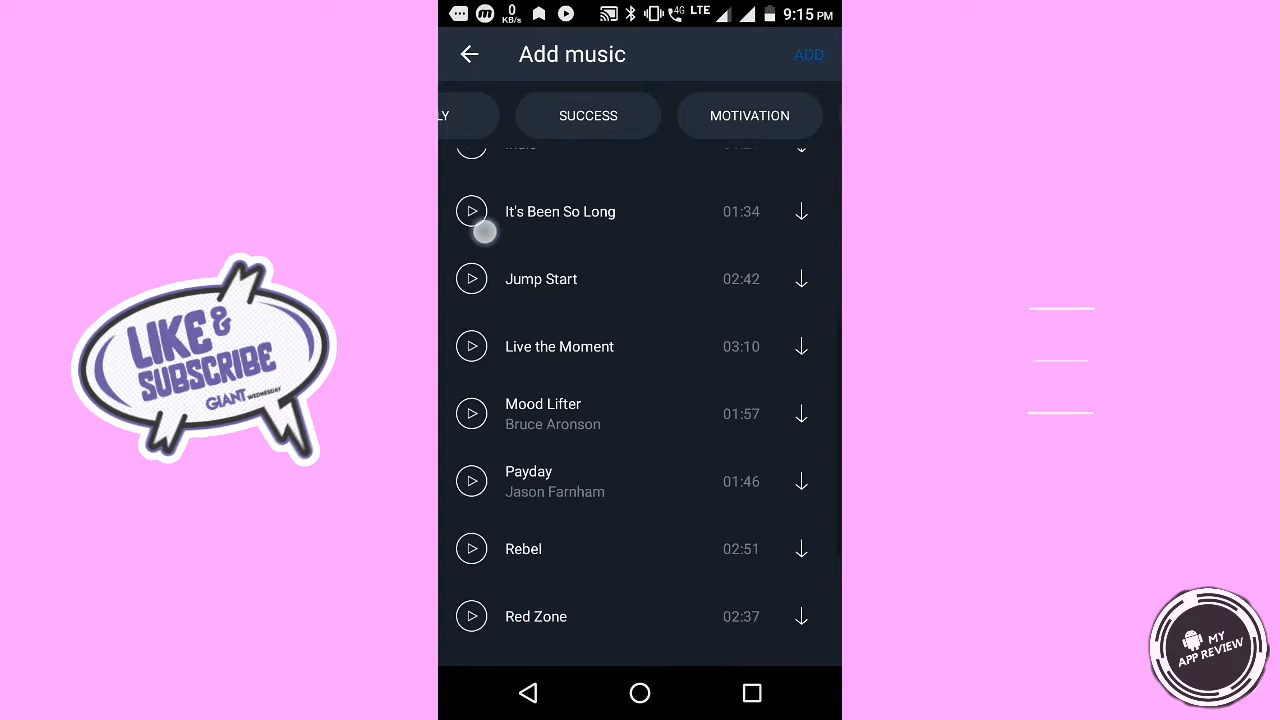 0
KB/s
4G
LTE
9:15 PM
Add music
ADD
LY
SUCCESS
MOTIVATION
It's Been So Long
01:34
Jump Start
02:42
Live the Moment
03:10
Mood Lifter
Bruce Aronson
01:57
Payday
Jason Farnham
01:46
Rebel
02:51
Red Zone
02:37
LIKE &
SUBSCRIBE
GIANT WEDNESDAY
MY
APP REVIEW